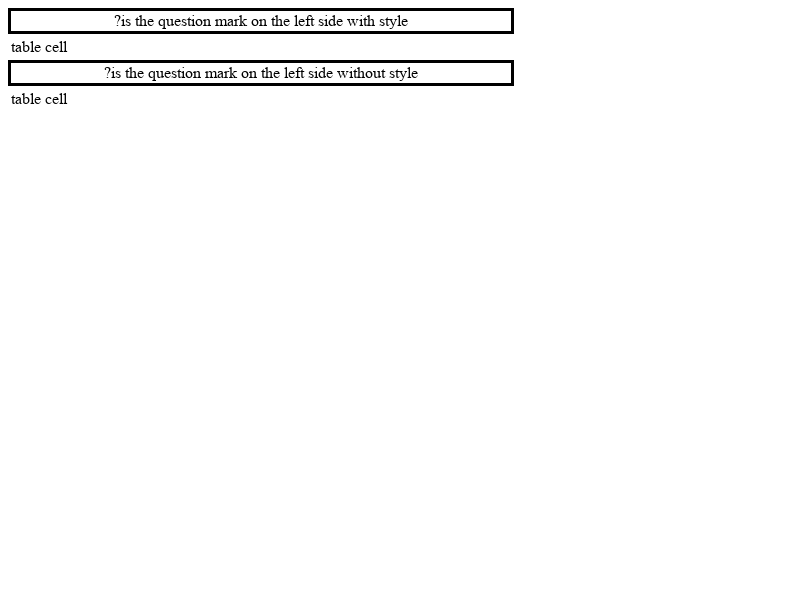 ?is the question mark on the left side with style
table cell
?is the question mark on the left side without style
table cell